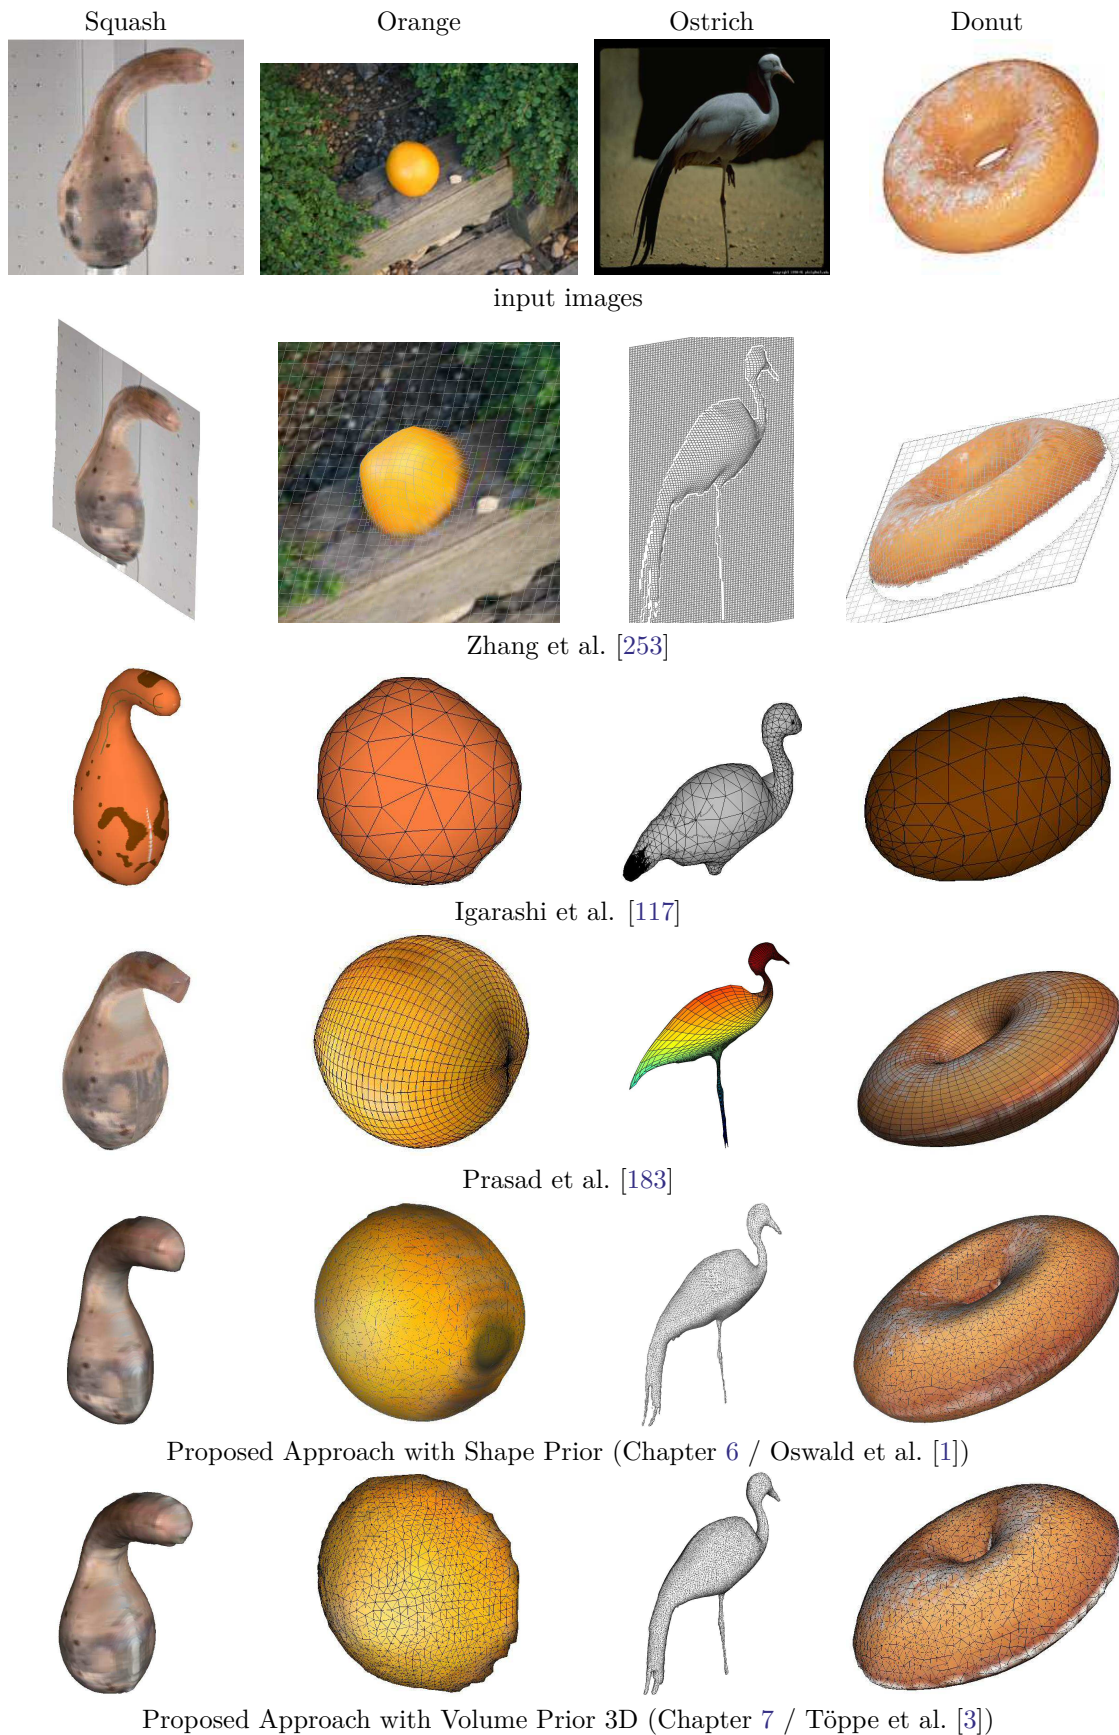 Squash Orange Ostrich Donut
input images
Zhang et al. [253]
Igarashi et al. [117]
Prasad et al. [183]
Proposed Approach with Shape Prior (Chapter 6 / Oswald et al. [1])
Proposed Approach with Volume Prior 3D (Chapter 7 / Töppe et al. [3])